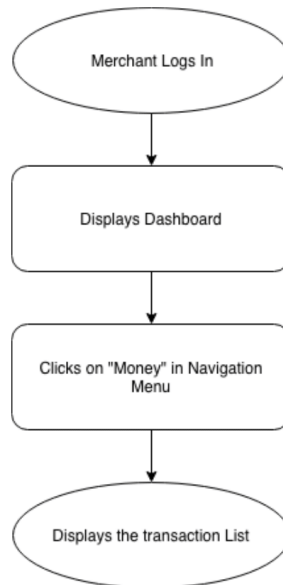 Merchant Logs In
Displays Dashboard
Clicks on "Money" in Navigation
Menu
Displays the transaction List